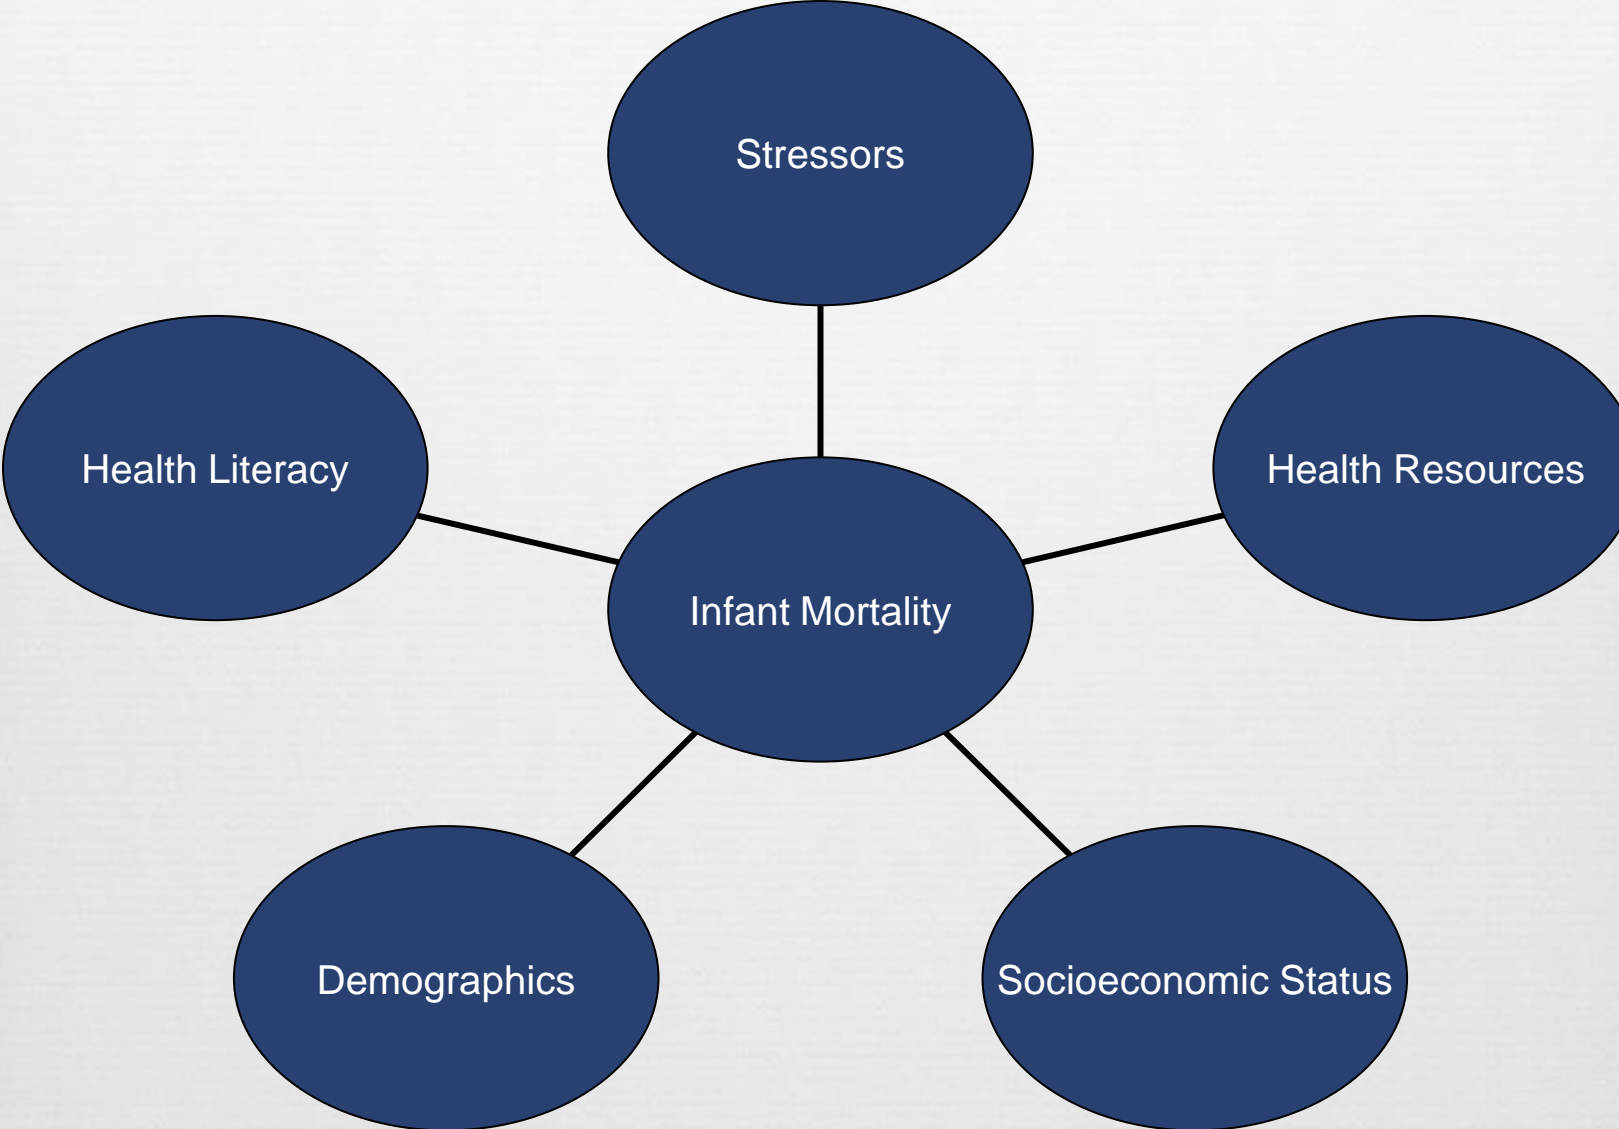 Stressors
Health Literacy
Health Resources
Infant Mortality
Demographics
Socioeconomic Status